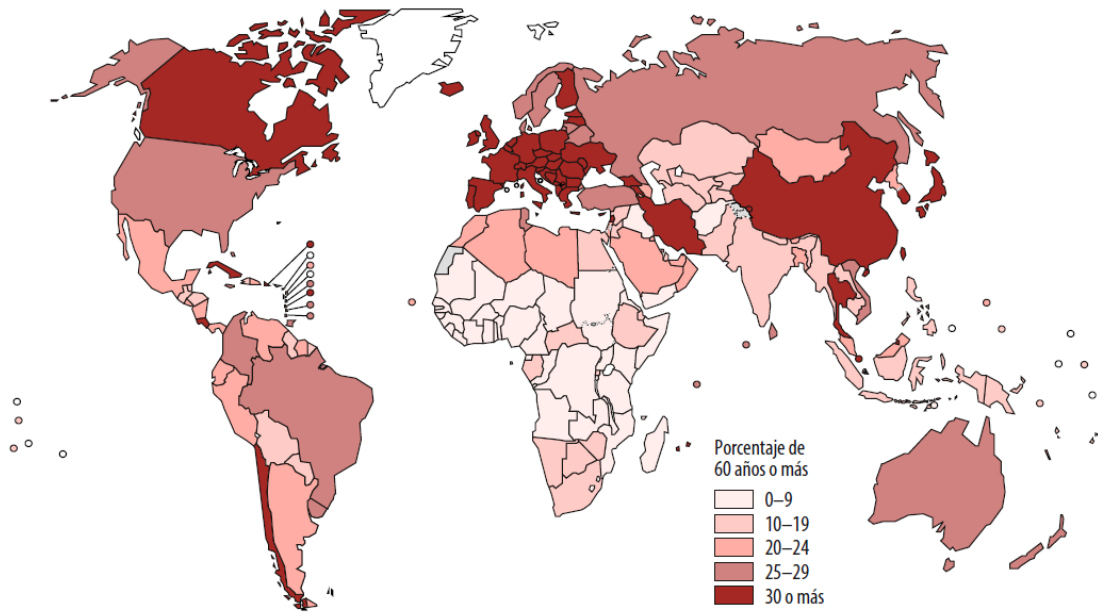 Porcentaje de
60 años o más
0–9
10–19
20–24
25–29
30 o más